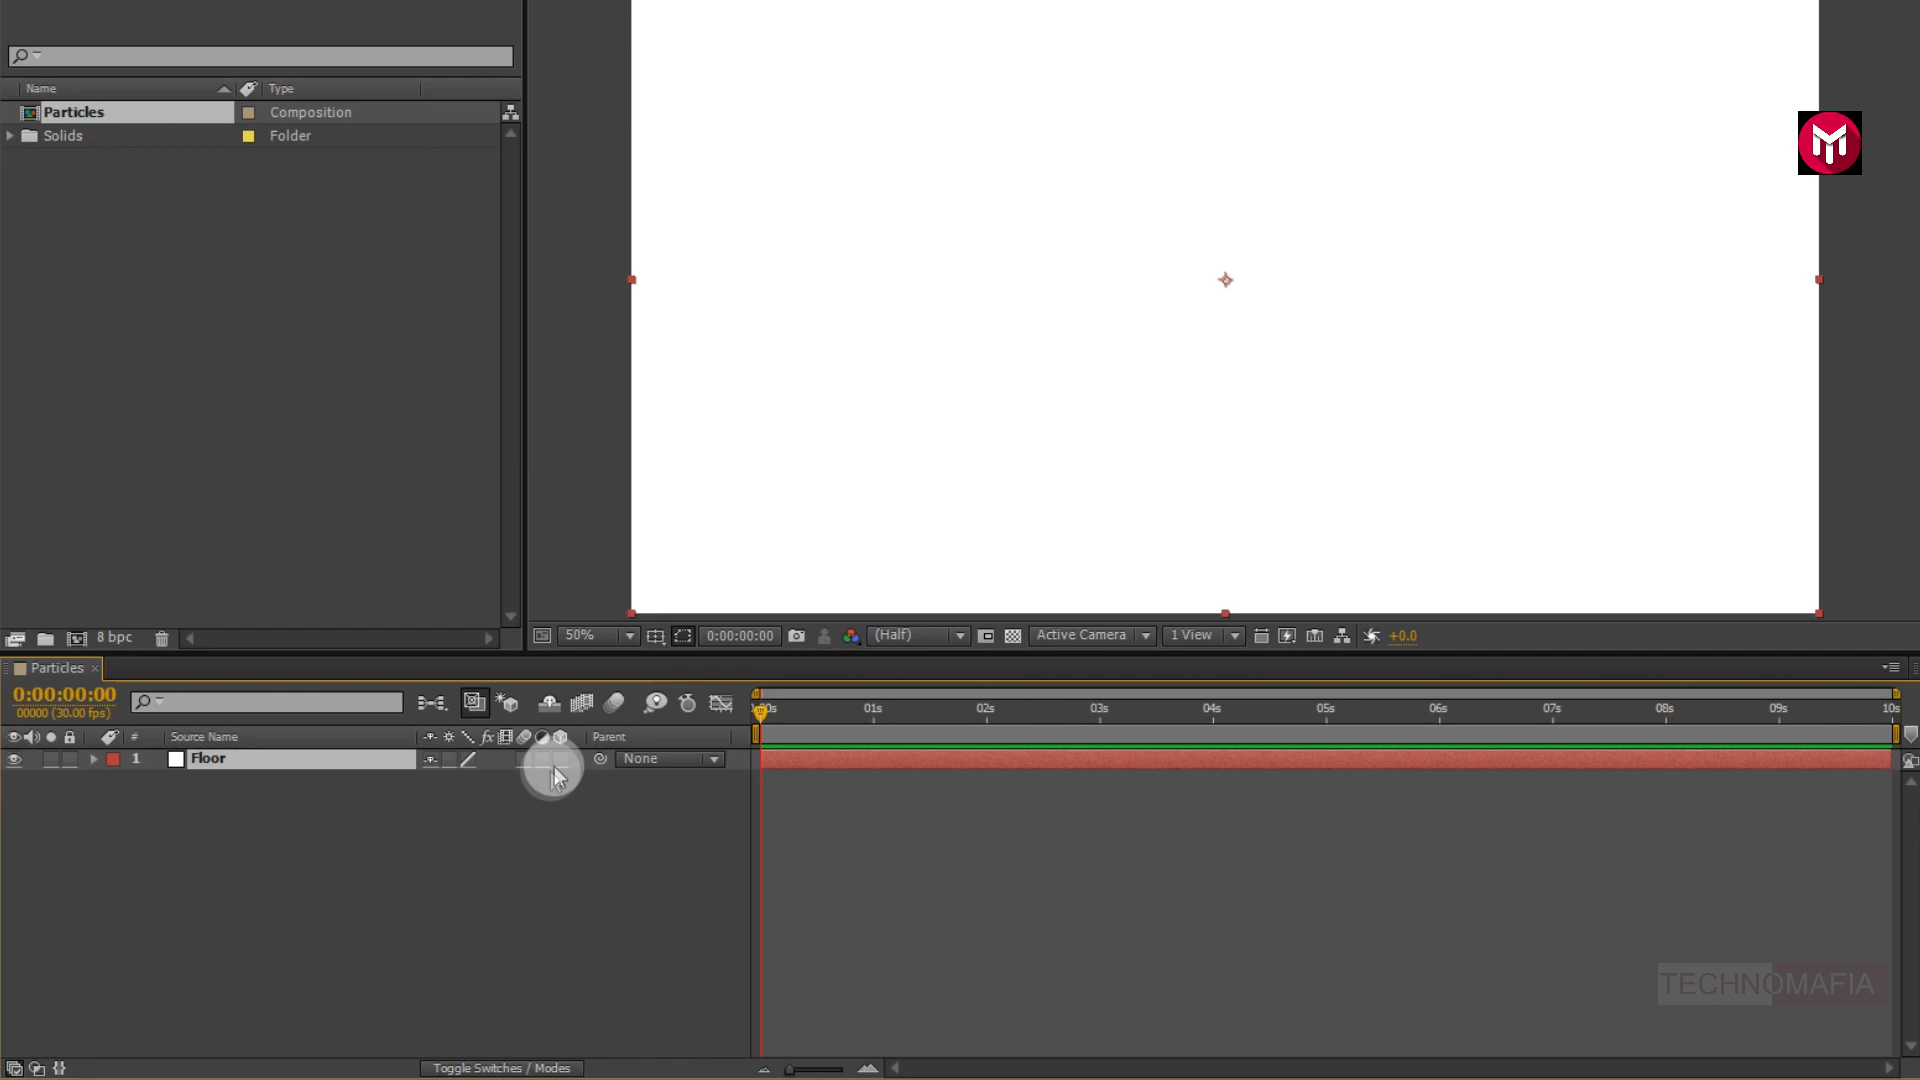 Name Type
Particles Composition
Solids Folder
8 bpc
50% 0:00:00:00 (Half) Active Camera 1 View +0.0
Particles
0:00:00:00
00000 (30.00 fps)
:00s 01s 02s 03s 04s 05s 06s 07s 08s 09s 10s
# Source Name fx Parent
1 Floor None
TECHNOMAFIA
Toggle Switches / Modes